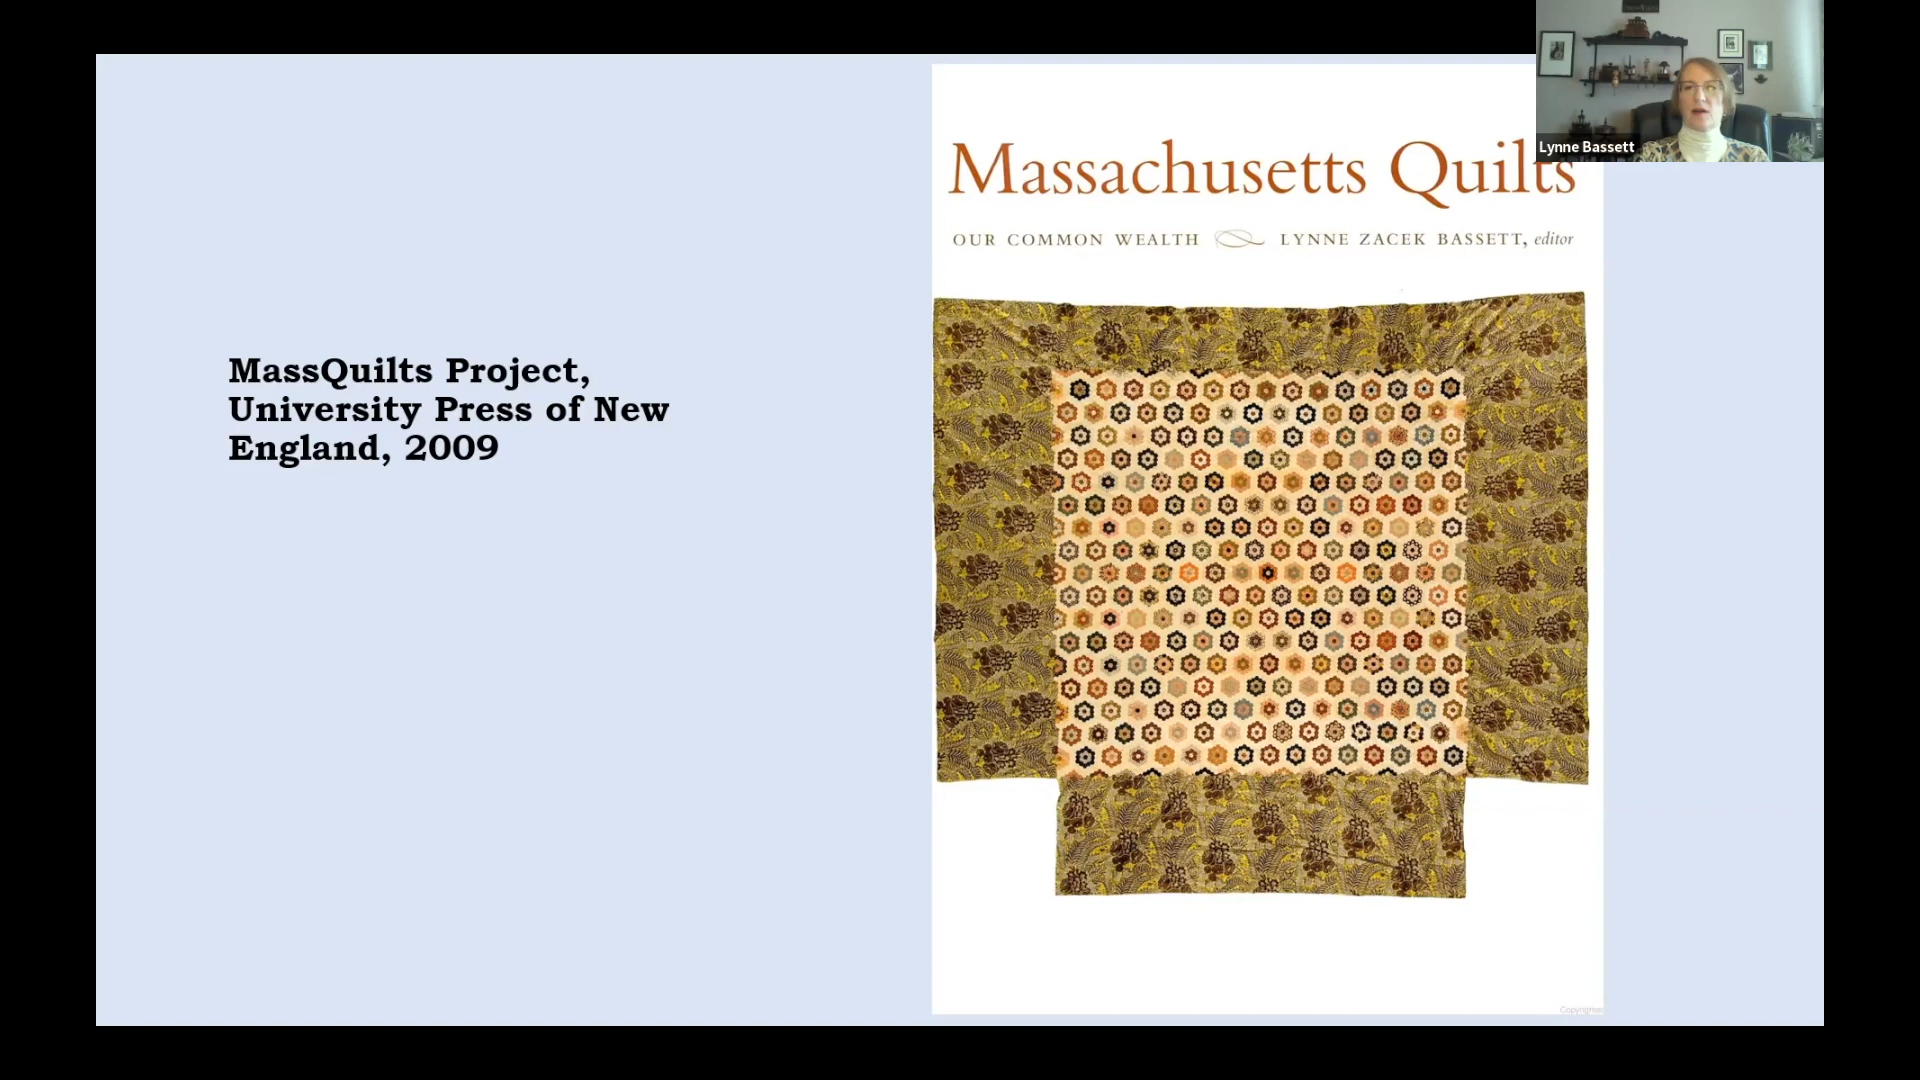 Massachusetts Quilts
OUR COMMON WEALTH LYNNE ZACEK BASSETT, editor
MassQuilts Project,
University Press of New
England, 2009
Lynne Bassett